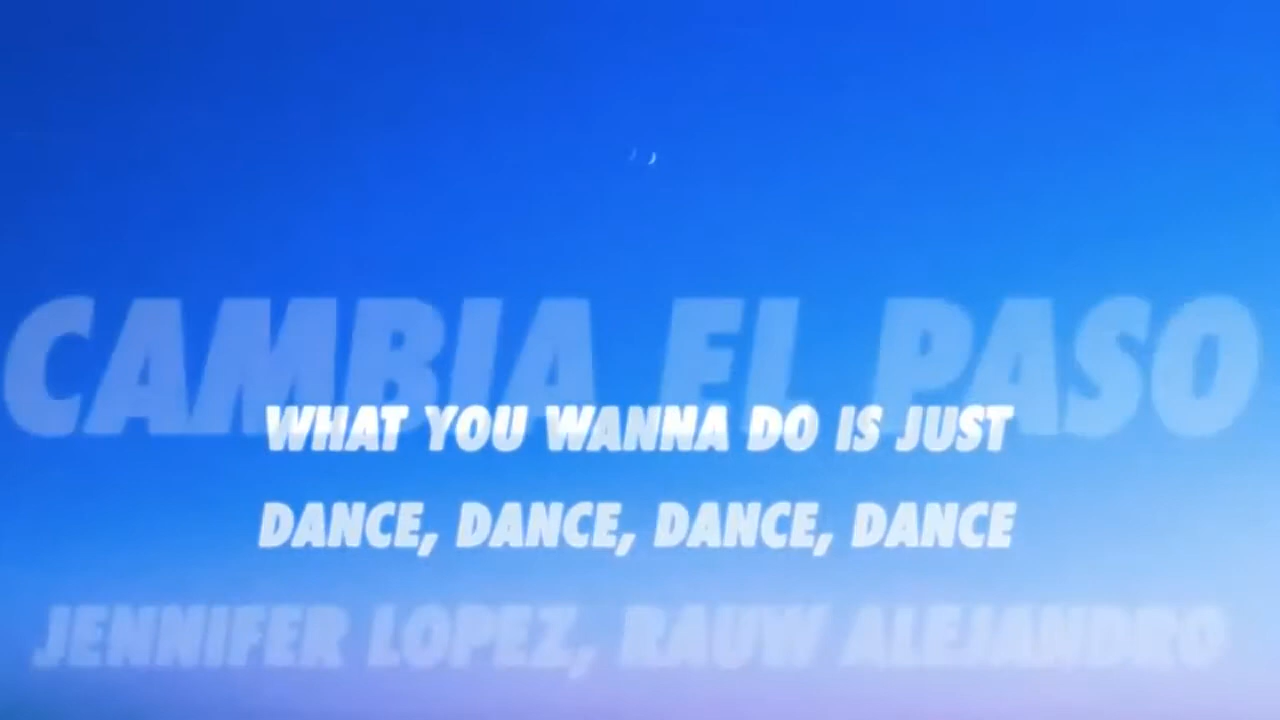 CAMBIA EL PASO
WHAT YOU WANNA DO IS JUST
DANCE, DANCE, DANCE, DANCE
JENNIFER LOPEZ, RAUW ALEJANDRO